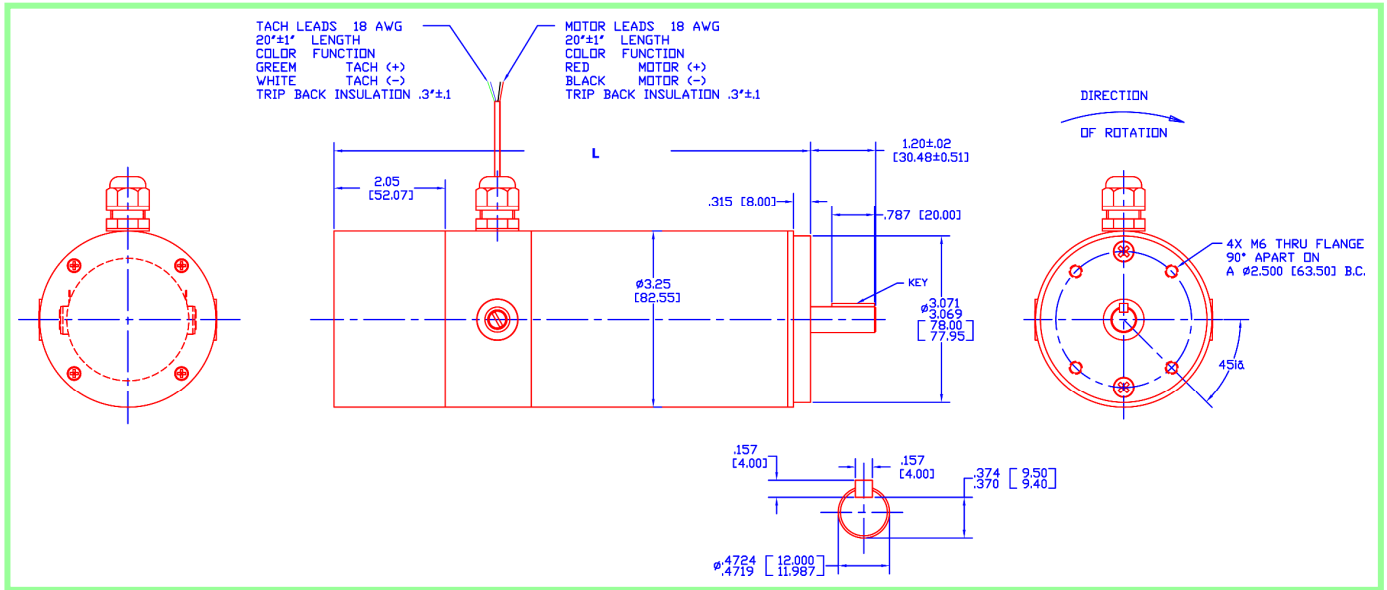 TACH LEADS 18 AWG
20"±1" LENGTH
COLOR FUNCTION
GREEM TACH (+)
WHITE TACH (-)
TRIP BACK INSULATION .3"±.1
MOTOR LEADS 18 AWG
20"±1" LENGTH
COLOR FUNCTION
RED MOTOR (+)
BLACK MOTOR (-)
TRIP BACK INSULATION .3"±.1
DIRECTION
OF ROTATION
L
1.20±.02
[30.48±0.51]
2.05
[52.07]
.315 [8.00]
.787 [20.00]
4X M6 THRU FLANGE
90° APART ON
A ø2.500 [63.50] B.C.
KEY
ø3.25
[82.55]
ø3.071
3.069
[78.00
77.95]
45iã
.157
[4.00]
.157
[4.00]
.374 [9.50]
.370 [9.40]
ø.4724 [12.000]
.4719 [11.987]